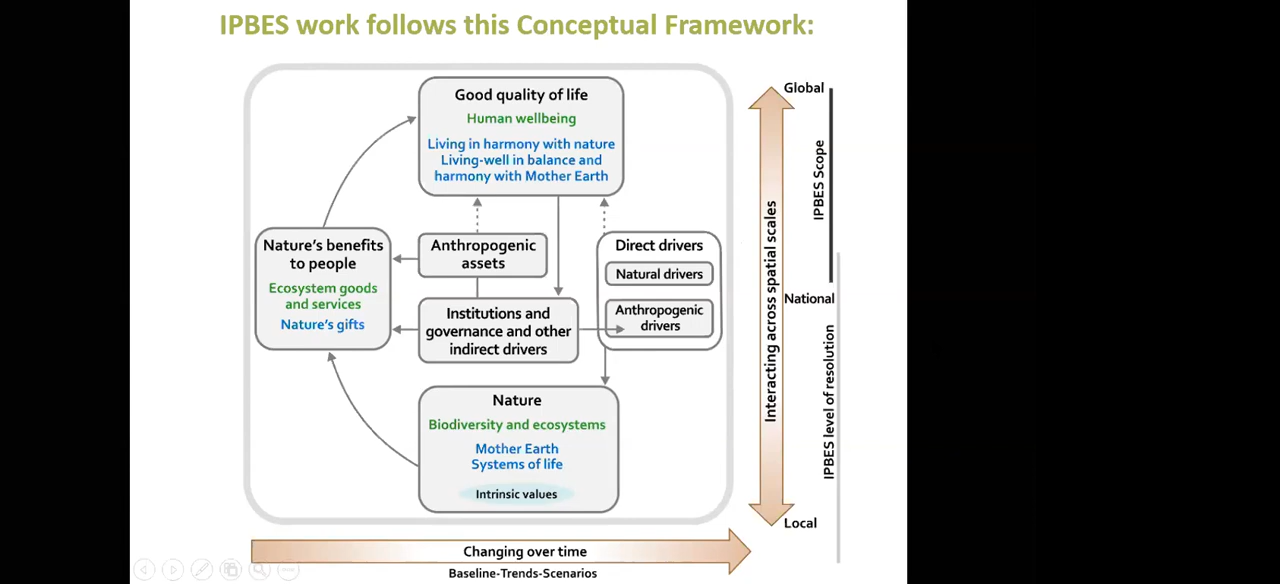 IPBES work follows this Conceptual Framework:
Good quality of life
Human wellbeing
Living in harmony with nature
Living-well in balance and
harmony with Mother Earth
Nature's benefits
to people
Ecosystem goods
and services
Nature's gifts
Anthropogenic
assets
Institutions and
governance and other
indirect drivers
Direct drivers
Natural drivers
Anthropogenic
drivers
Nature
Biodiversity and ecosystems
Mother Earth
Systems of life
Intrinsic values
Changing over time
Baseline-Trends-Scenarios
Interacting across spatial scales
Global
National
Local
IPBES Scope
IPBES level of resolution